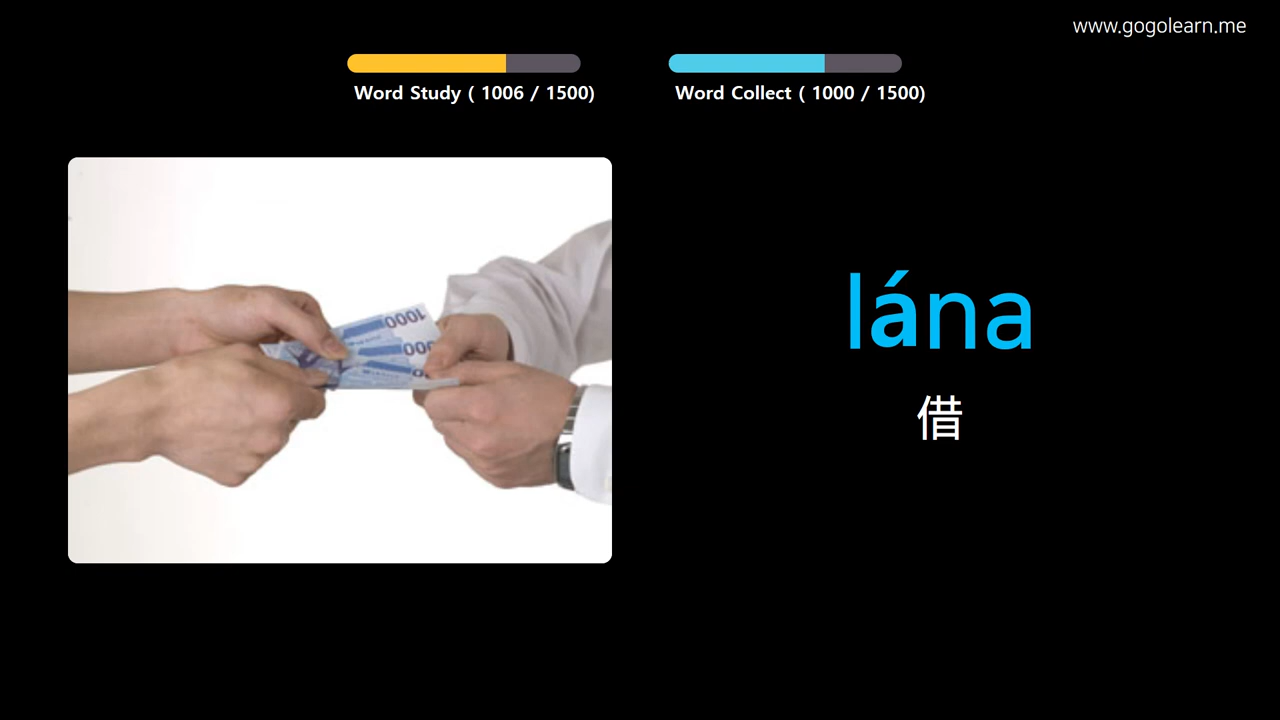 www.gogolearn.me
Word Study ( 1006 / 1500)
Word Collect ( 1000 / 1500)
1000
lána
借